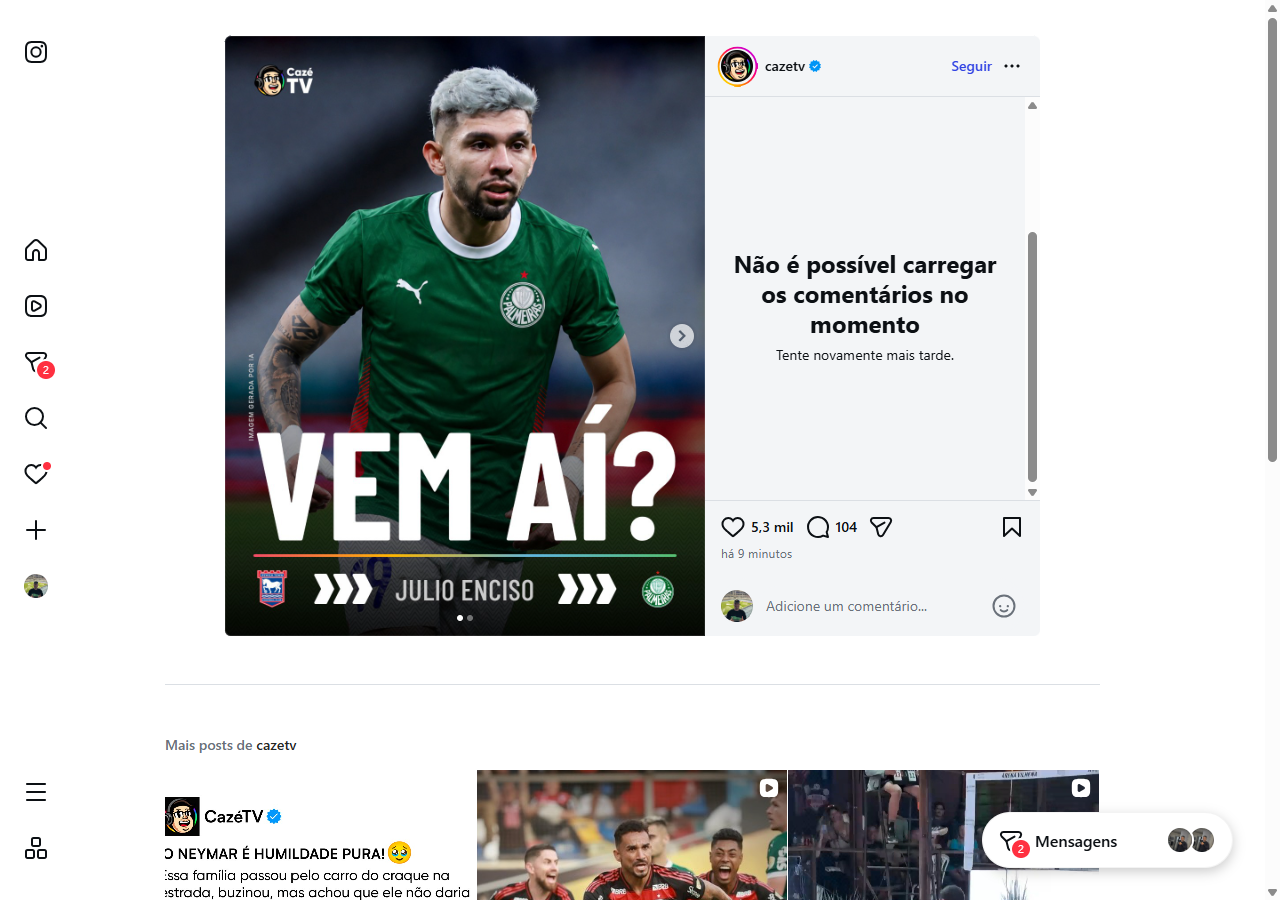 Cazé
TV
PALMEIRAS
IMAGEM GERADA POR IA
VEM AÍ?
JULIO ENCISO
cazetv
Seguir
Não é possível carregar
os comentários no
momento
Tente novamente mais tarde.
5,3 mil
104
há 9 minutos
Adicione um comentário...
2
Mais posts de cazetv
CazéTV
O NEYMAR É HUMILDADE PURA!
Essa família passou pelo carro do craque na
estrada, buzinou, mas achou que ele não daria
ARENA VILHENA
2
Mensagens